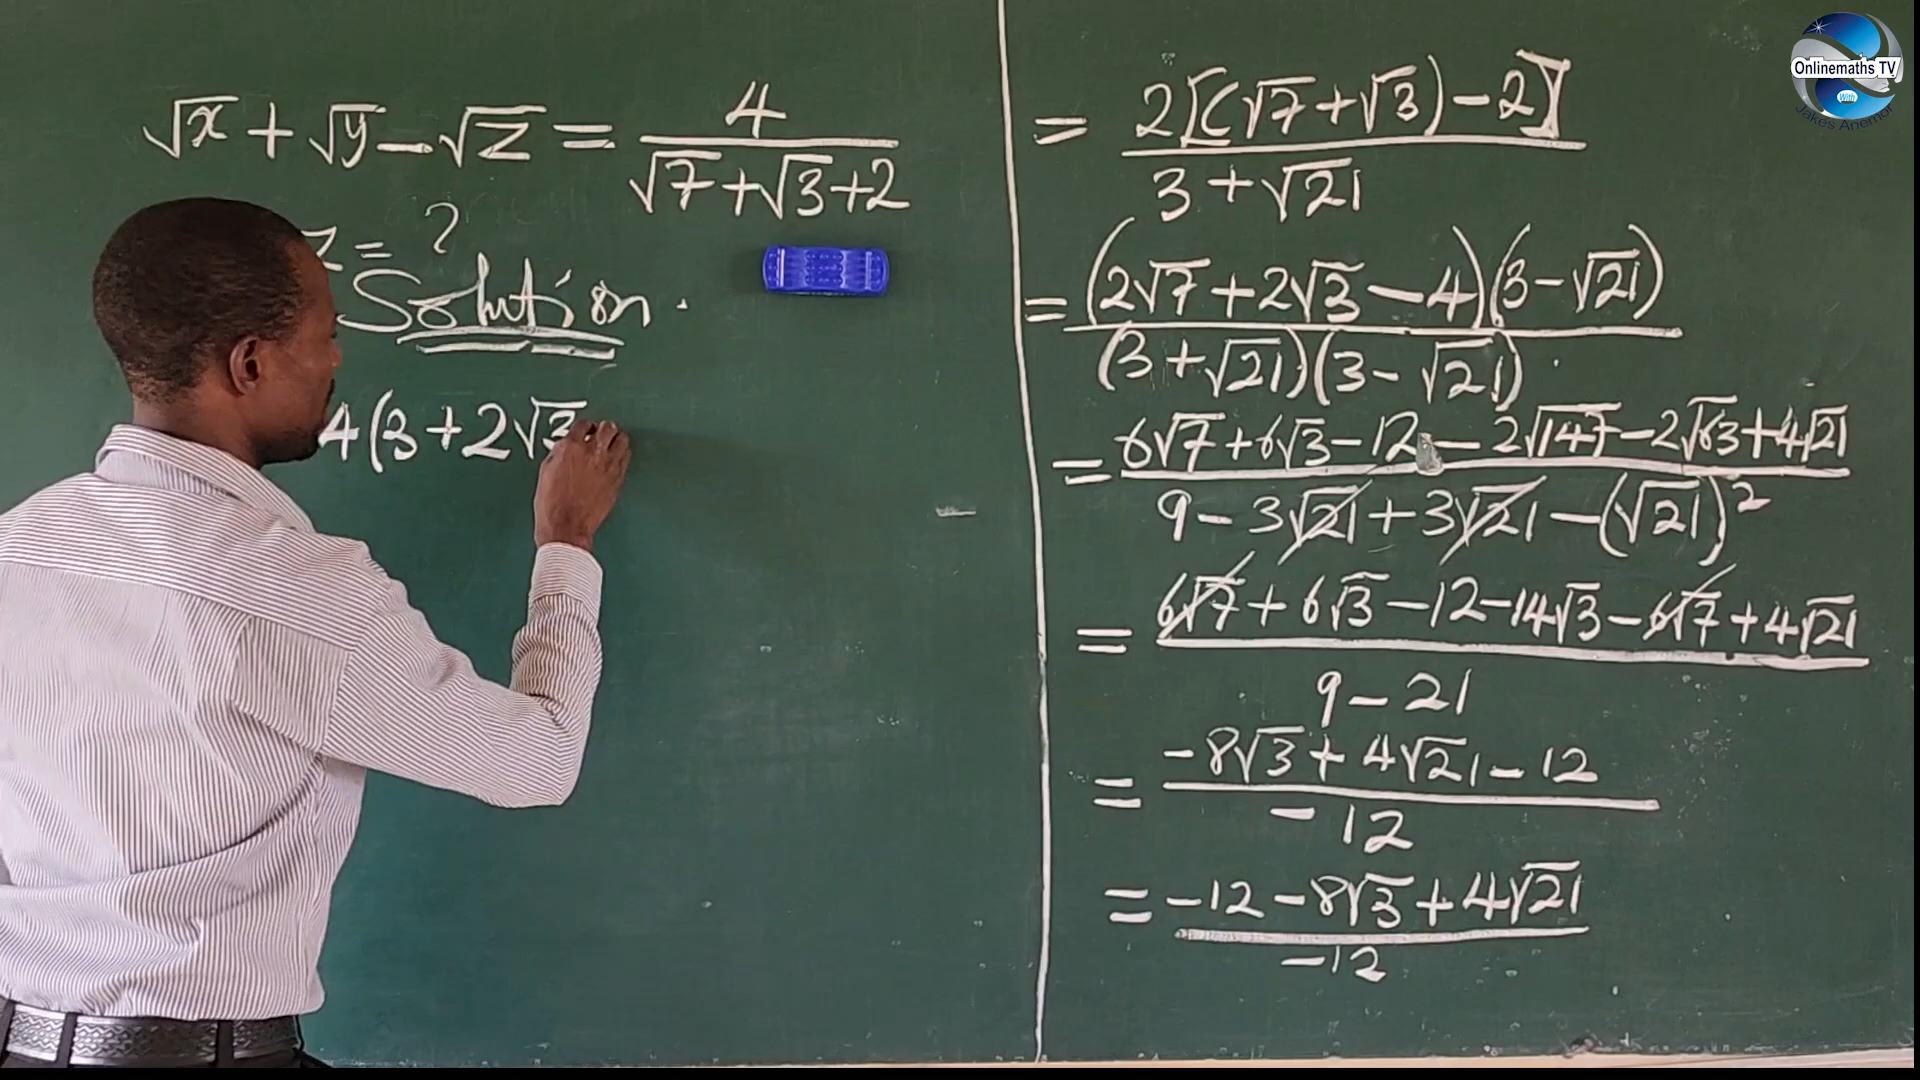 √x + √y - √z = 4 / (√7 + √3 + 2)
z = ?
Solution.
4(3 + 2√3
= 2[(√7 + √3) - 2] / (3 + √21)
= (2√7 + 2√3 - 4)(3 - √21) / (3 + √21)(3 - √21)
= 6√7 + 6√3 - 12 - 2√147 - 2√63 + 4√21 / 9 - 3√21 + 3√21 - (√21)²
= 6√7 + 6√3 - 12 - 14√3 - 6√7 + 4√21 / 9 - 21
= -8√3 + 4√21 - 12 / -12
= -12 - 8√3 + 4√21 / -12
Onlinemaths TV
With
Jakes Anemor